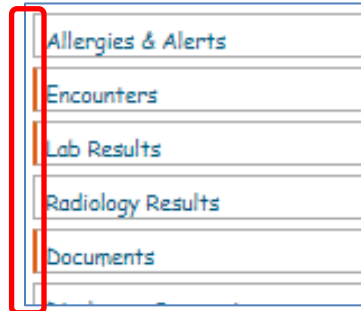 Allergies & Alerts
Encounters
Lab Results
Radiology Results
Documents